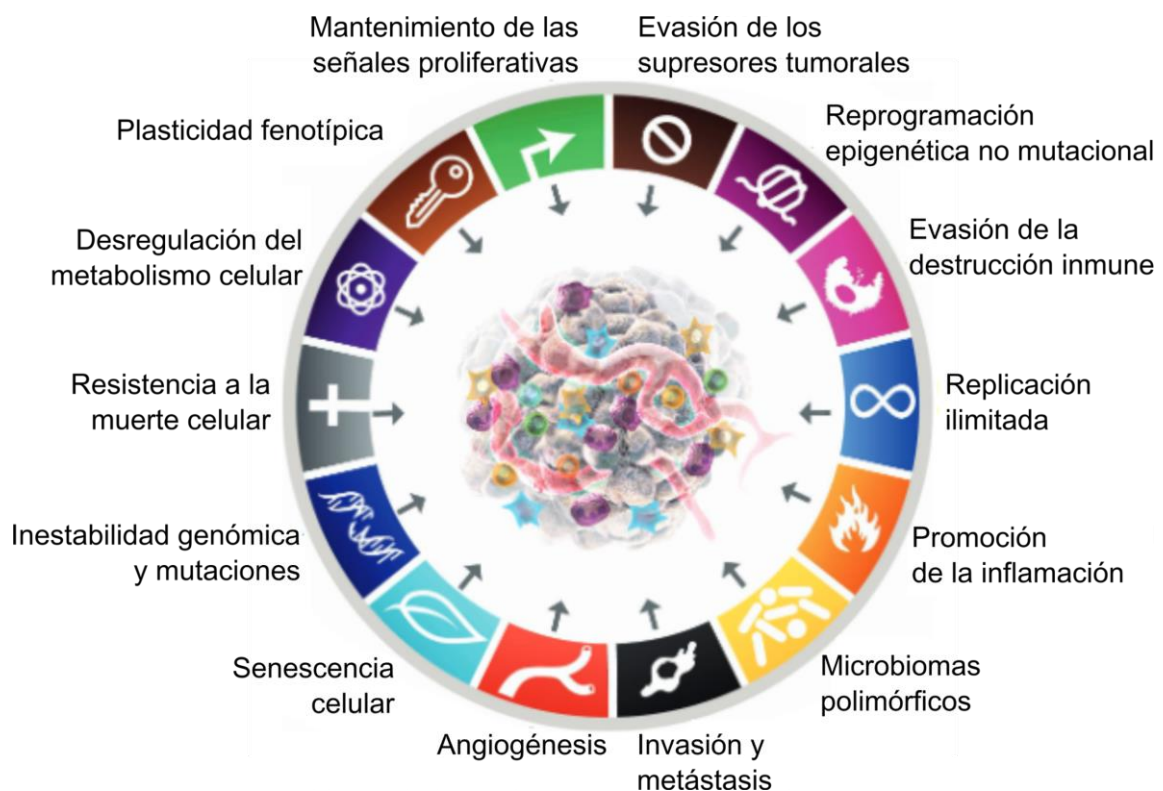 Mantenimiento de las
señales proliferativas
Evasión de los
supresores tumorales
Plasticidad fenotípica
Reprogramación
epigenética no mutacional
Desregulación del
metabolismo celular
Evasión de la
destrucción inmune
Resistencia a la
muerte celular
Replicación
ilimitada
Inestabilidad genómica
y mutaciones
Promoción
de la inflamación
Senescencia
celular
Microbiomas
polimórficos
Angiogénesis
Invasión y
metástasis